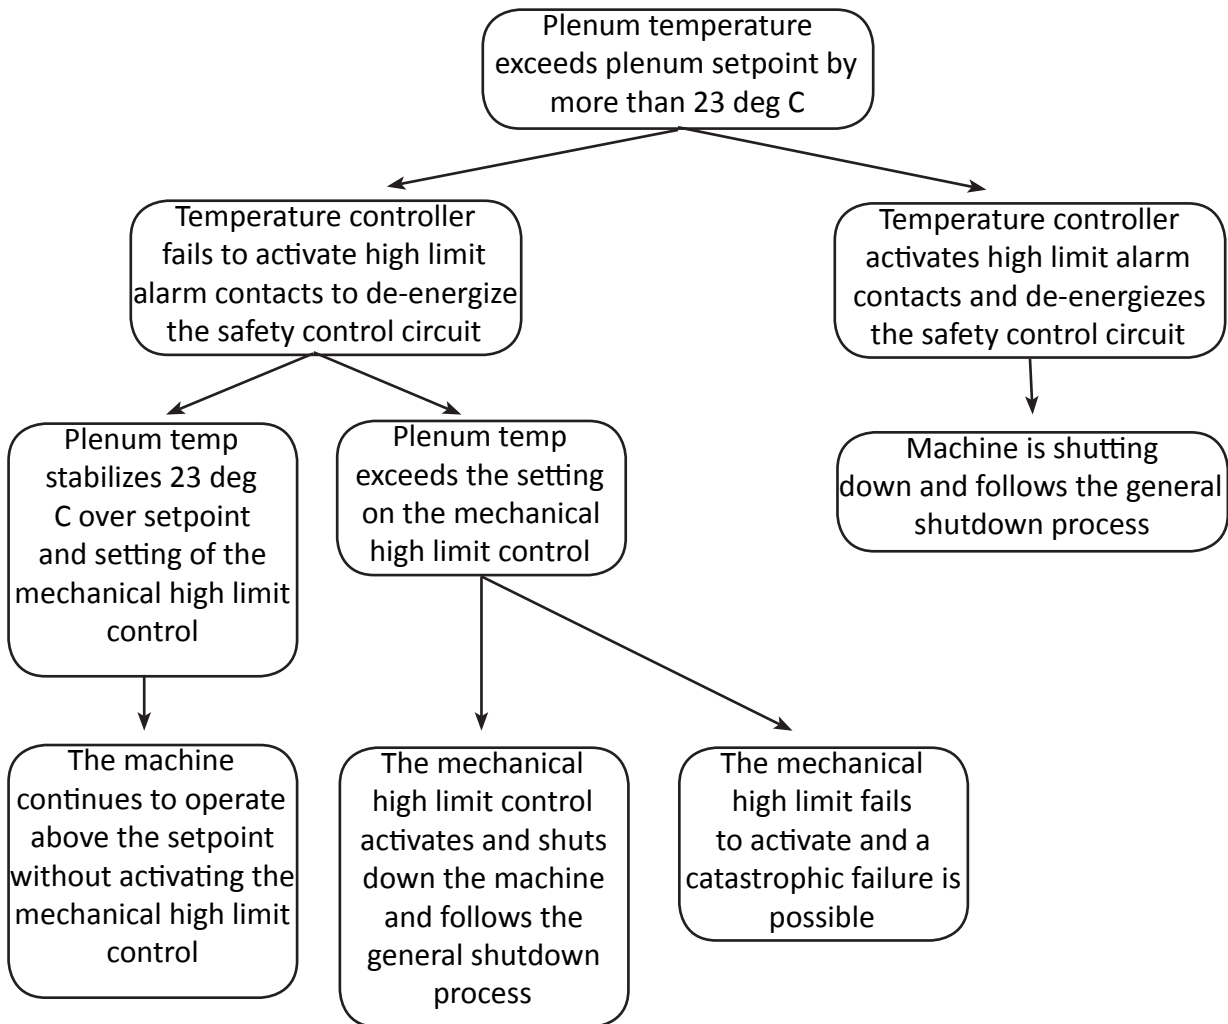 Plenum temperature
exceeds plenum setpoint by
more than 23 deg C
Temperature controller
fails to activate high limit
alarm contacts to de-energize
the safety control circuit
Temperature controller
activates high limit alarm
contacts and de-energiezes
the safety control circuit
Plenum temp
stabilizes 23 deg
C over setpoint
and setting of the
mechanical high limit
control
Plenum temp
exceeds the setting
on the mechanical
high limit control
Machine is shutting
down and follows the general
shutdown process
The machine
continues to operate
above the setpoint
without activating the
mechanical high limit
control
The mechanical
high limit control
activates and shuts
down the machine
and follows the
general shutdown
process
The mechanical
high limit fails
to activate and a
catastrophic failure is
possible